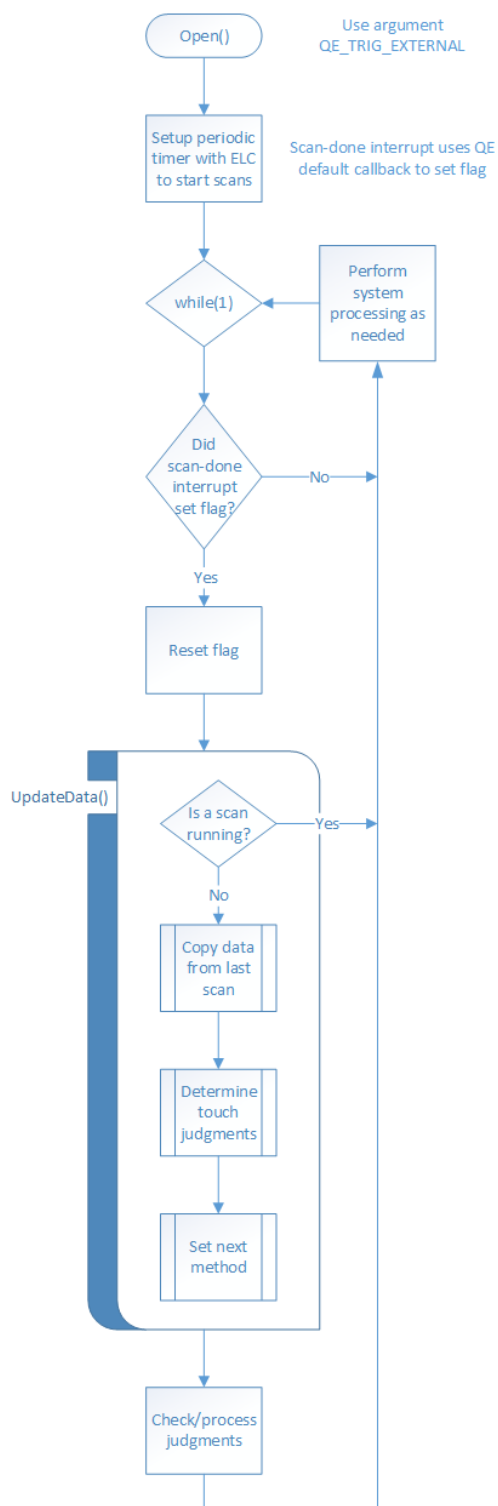 Open()
Use argument
QE_TRIG_EXTERNAL
Setup periodic
timer with ELC
to start scans
Scan-done interrupt uses QE
default callback to set flag
while(1)
Perform
system
processing as
needed
Did
scan-done
interrupt
set flag?
No
Yes
Reset flag
UpdateData()
Is a scan
running?
Yes
No
Copy data
from last
scan
Determine
touch
judgments
Set next
method
Check/process
judgments